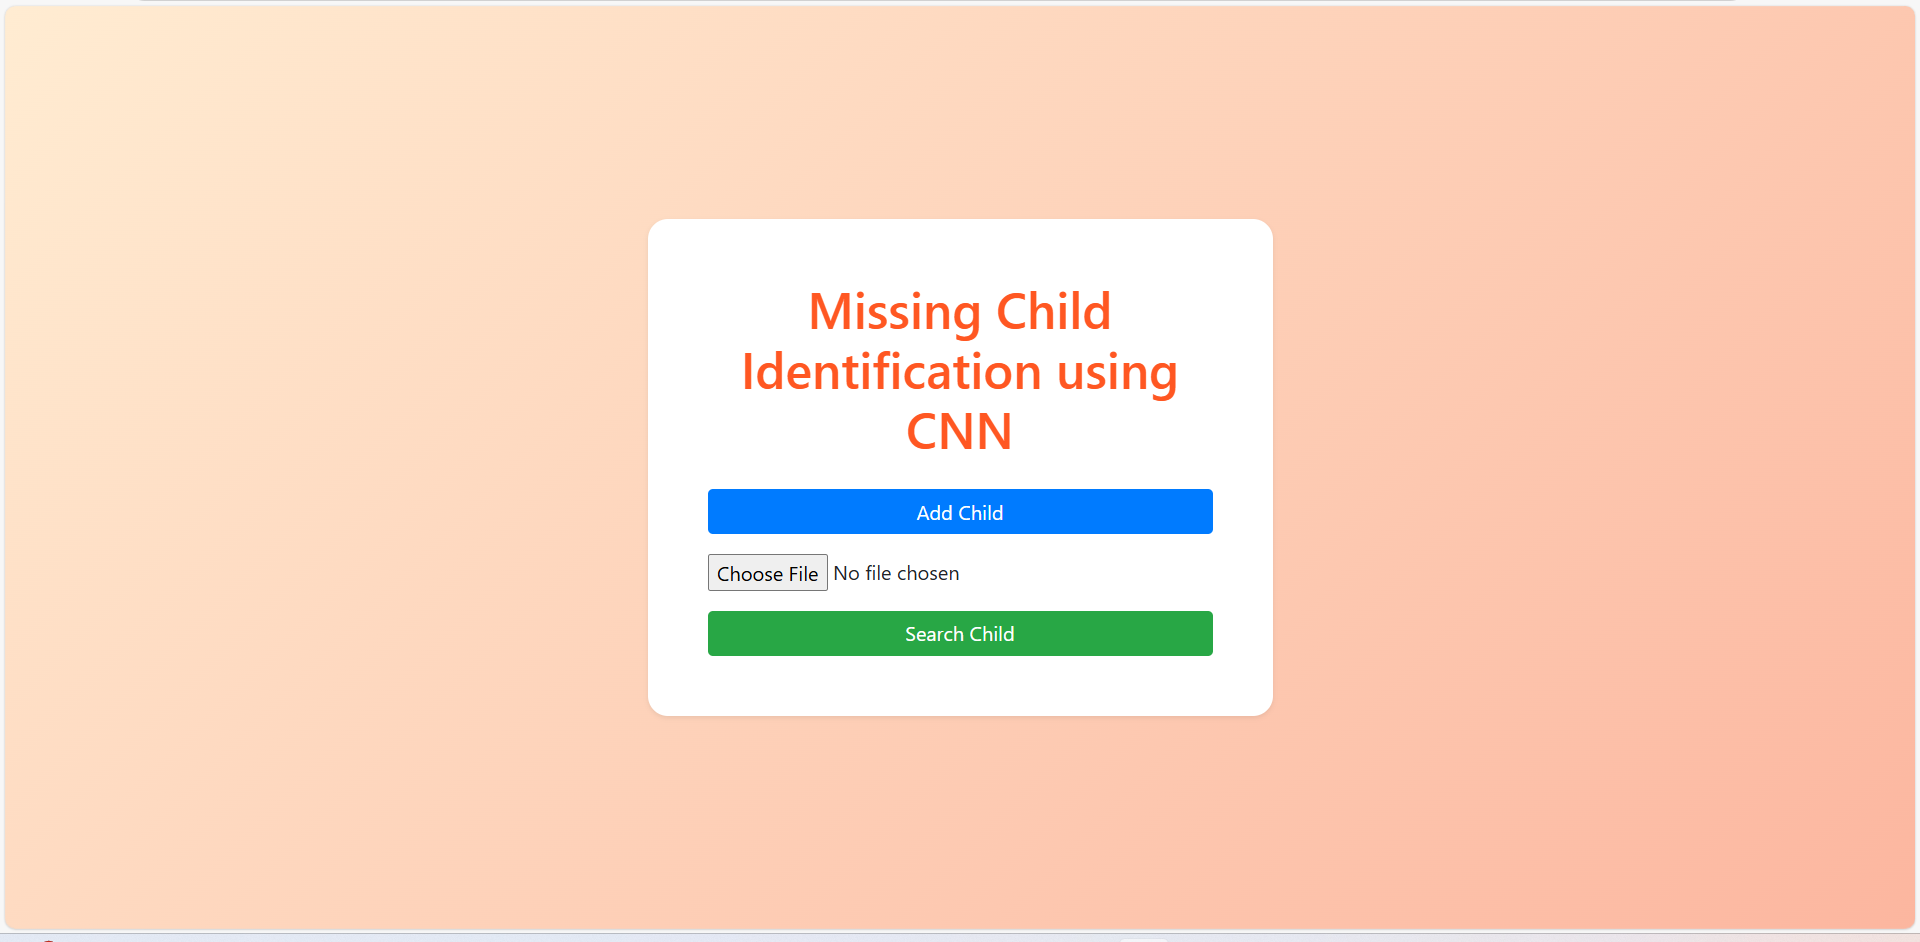 Missing Child
Identification using
CNN
Add Child
Choose File No file chosen
Search Child